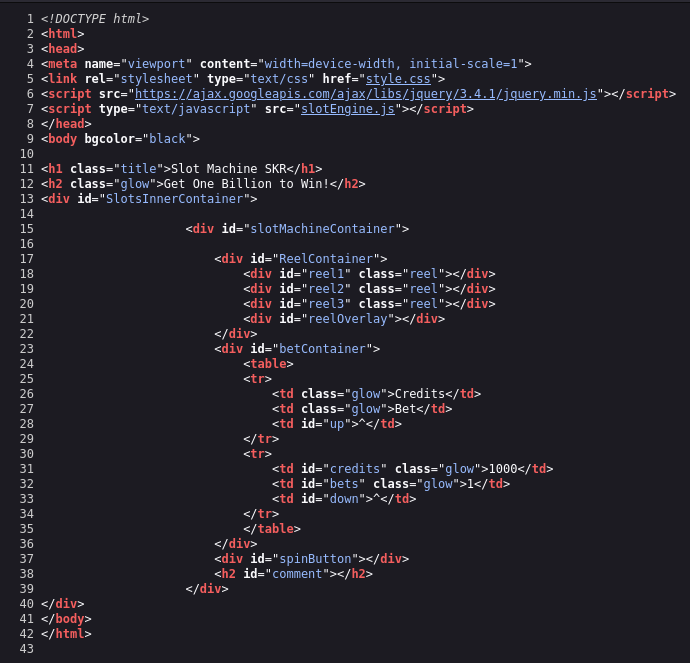 1 <!DOCTYPE html>
2 <html>
3 <head>
4 <meta name="viewport" content="width=device-width, initial-scale=1">
5 <link rel="stylesheet" type="text/css" href="style.css">
6 <script src="https://ajax.googleapis.com/ajax/libs/jquery/3.4.1/jquery.min.js"></script>
7 <script type="text/javascript" src="slotEngine.js"></script>
8 </head>
9 <body bgcolor="black">
10
11 <h1 class="title">Slot Machine SKR</h1>
12 <h2 class="glow">Get One Billion to Win!</h2>
13 <div id="SlotsInnerContainer">
14
15                     <div id="slotMachineContainer">
16
17                         <div id="ReelContainer">
18                             <div id="reel1" class="reel"></div>
19                             <div id="reel2" class="reel"></div>
20                             <div id="reel3" class="reel"></div>
21                             <div id="reelOverlay"></div>
22                         </div>
23                         <div id="betContainer">
24                             <table>
25                             <tr>
26                                 <td class="glow">Credits</td>
27                                 <td class="glow">Bet</td>
28                                 <td id="up">^</td>
29                             </tr>
30                             <tr>
31                                 <td id="credits" class="glow">1000</td>
32                                 <td id="bets" class="glow">1</td>
33                                 <td id="down">^</td>
34                             </tr>
35                             </table>
36                         </div>
37                         <div id="spinButton"></div>
38                         <h2 id="comment"></h2>
39                     </div>
40 </div>
41 </body>
42 </html>
43